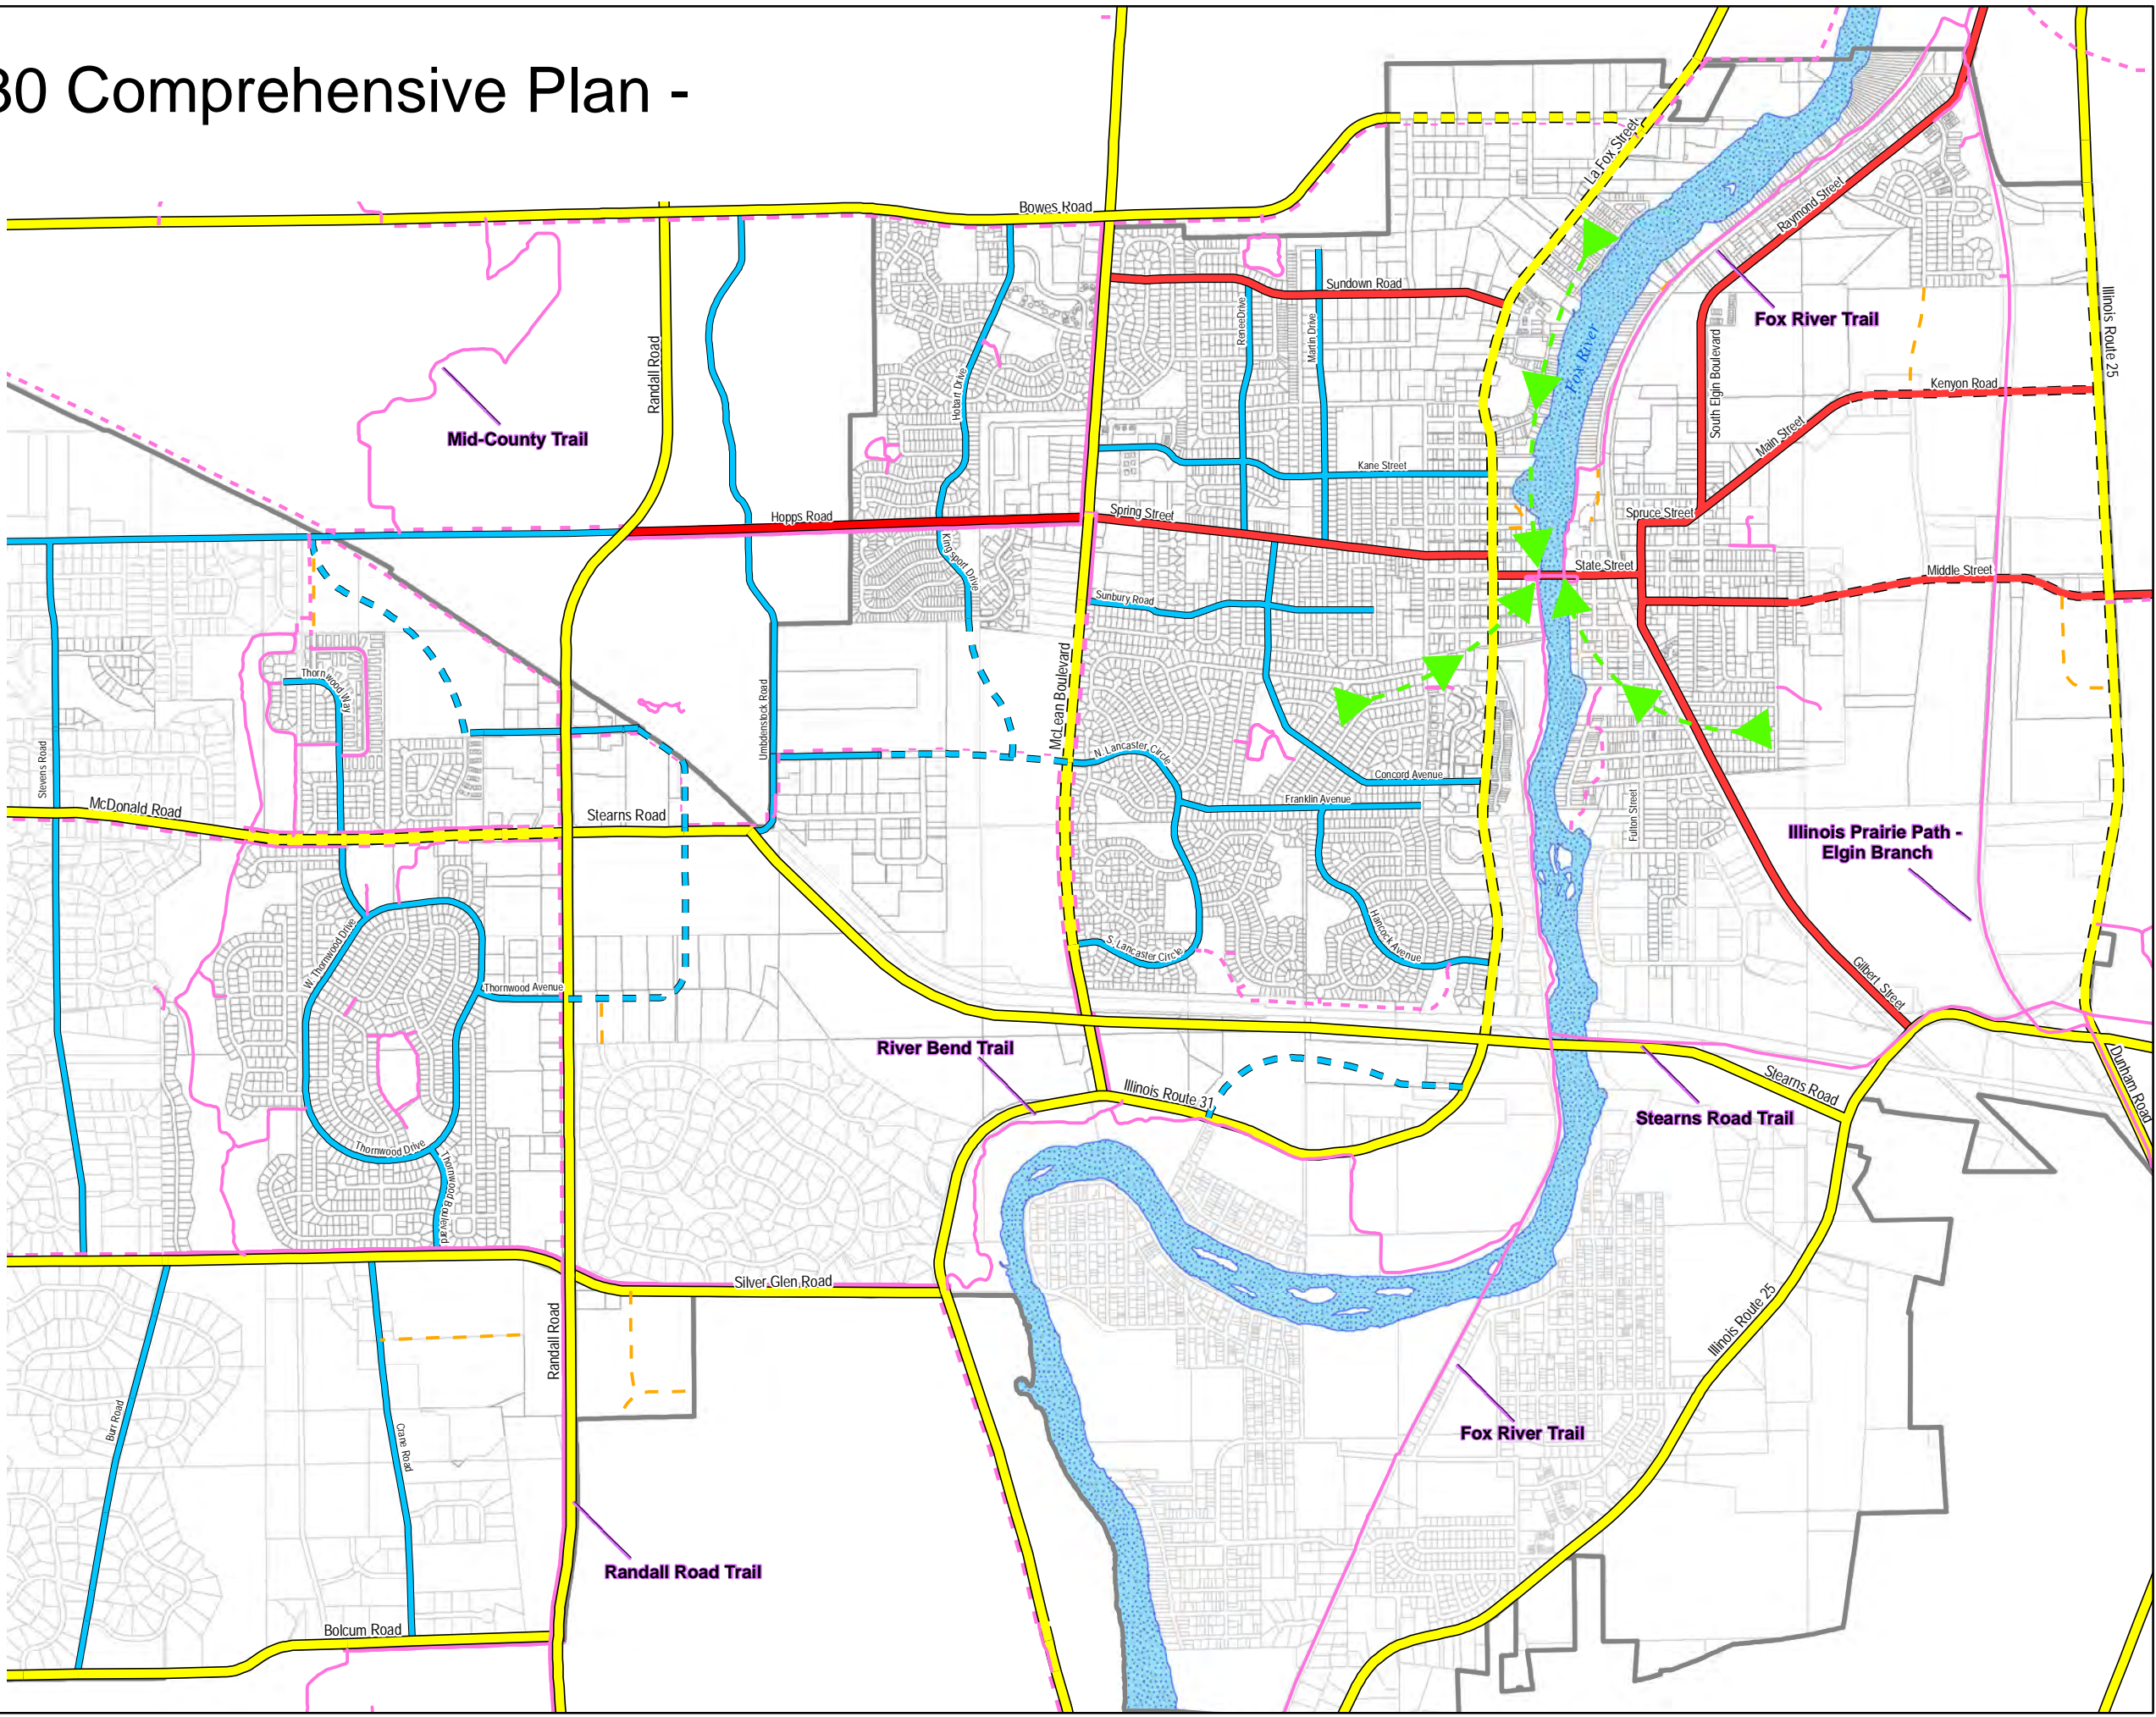 30 Comprehensive Plan -
La Fox Street
Bowes Road
Raymond Street
Sundown Road
Renee Drive
Martin Drive
Fox River Trail
Illinois Route 25
Fox River
South Elgin Boulevard
Kenyon Road
Randall Road
Hobart Drive
Main Street
Mid-County Trail
Kane Street
Hopps Road
Spring Street
Spruce Street
Kingsport Drive
State Street
Middle Street
Sunbury Road
Thornwood Way
Umbdenstock Road
McLean Boulevard
Stevens Road
N. Lancaster Circle
Concord Avenue
Franklin Avenue
McDonald Road
Stearns Road
Fulton Street
Illinois Prairie Path -
Elgin Branch
W. Thornwood Drive
Hancock Avenue
S. Lancaster Circle
Gilbert Street
Thornwood Avenue
River Bend Trail
Illinois Route 31
Stearns Road
Dunham Road
Stearns Road Trail
Thornwood Drive
Thornwood Boulevard
Silver Glen Road
Randall Road
Illinois Route 25
Burr Road
Crane Road
Fox River Trail
Randall Road Trail
Bolcum Road